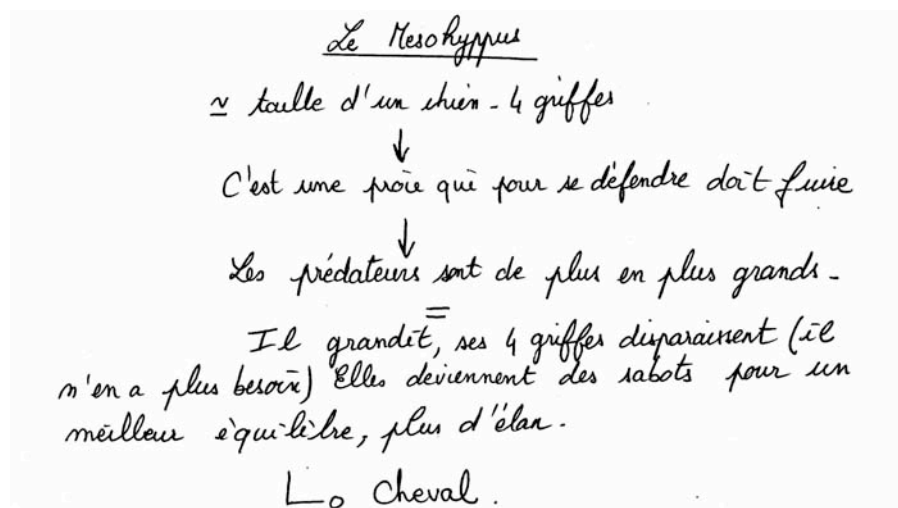 Le Mesohyppus
≃ taille d'un chien - 4 griffes
↓
C'est une proie qui pour se défendre doit fuire
↓
Les prédateurs sont de plus en plus grands -
=
Il grandit, ses 4 griffes disparaissent (il
n'en a plus besoin) Elles deviennent des sabots pour un
meilleur équilibre, plus d'élan.
↳ Cheval.